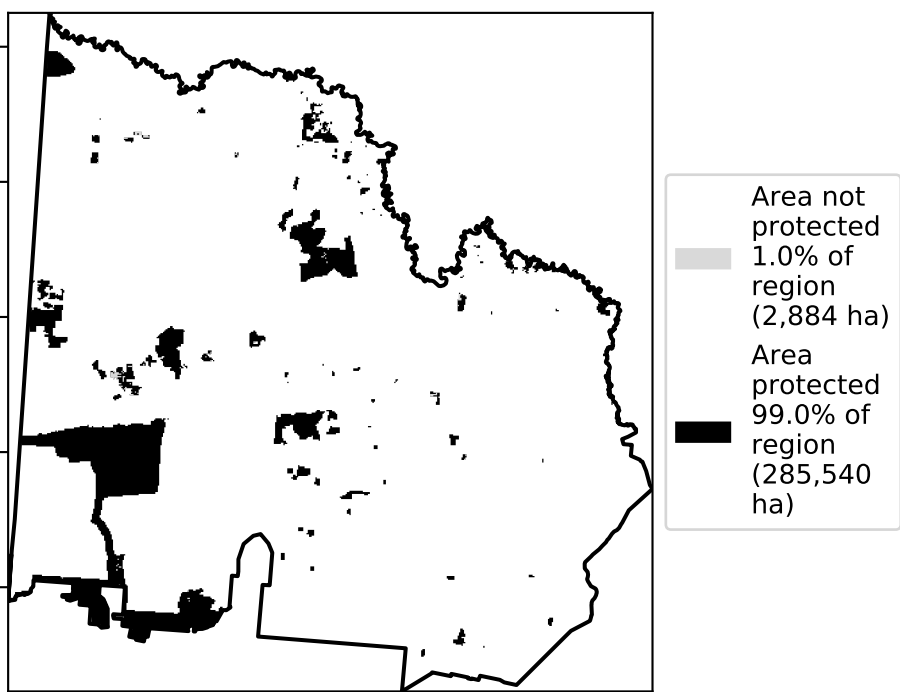 Area not
protected
1.0% of
region
(2,884 ha)
Area
protected
99.0% of
region
(285,540
ha)